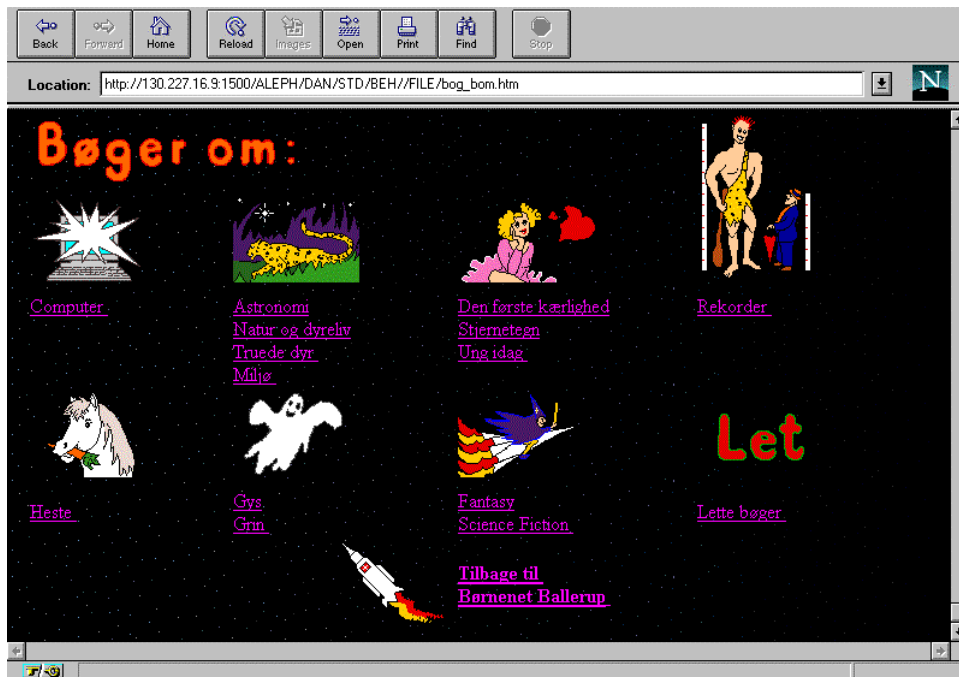 Back Forward Home Reload Images Open Print Find Stop
Location: http://130.227.16.9:1500/ALEPH/DAN/STD/BEH//FILE/bog_bom.htm
N
Bøger om:
Computer
Astronomi
Natur og dyreliv
Truede dyr
Miljø
Den første kærlighed
Stjernetegn
Ung idag
Rekorder
Let
Heste
Gys
Grin
Fantasy
Science Fiction
Lette bøger
Tilbage til
Børnenet Ballerup